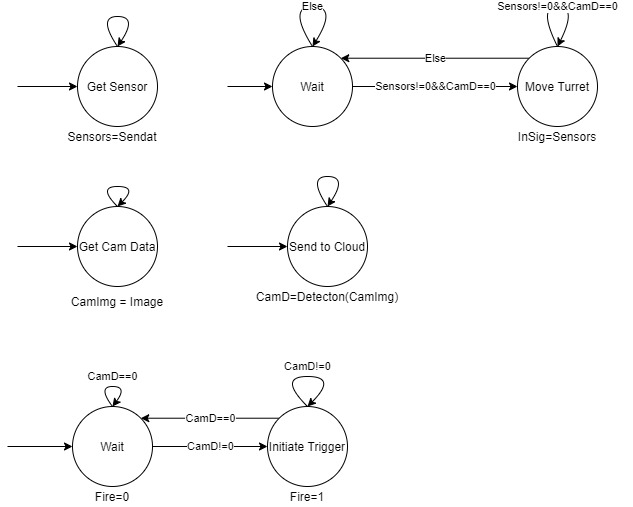 Else
Sensors!=0&&CamD==0
Else
Get Sensor
Wait
Sensors!=0&&CamD==0
Move Turret
Sensors=Sendat
InSig=Sensors
Get Cam Data
Send to Cloud
CamImg = Image
CamD=Detecton(CamImg)
CamD!=0
CamD==0
CamD==0
Wait
CamD!=0
Initiate Trigger
Fire=0
Fire=1